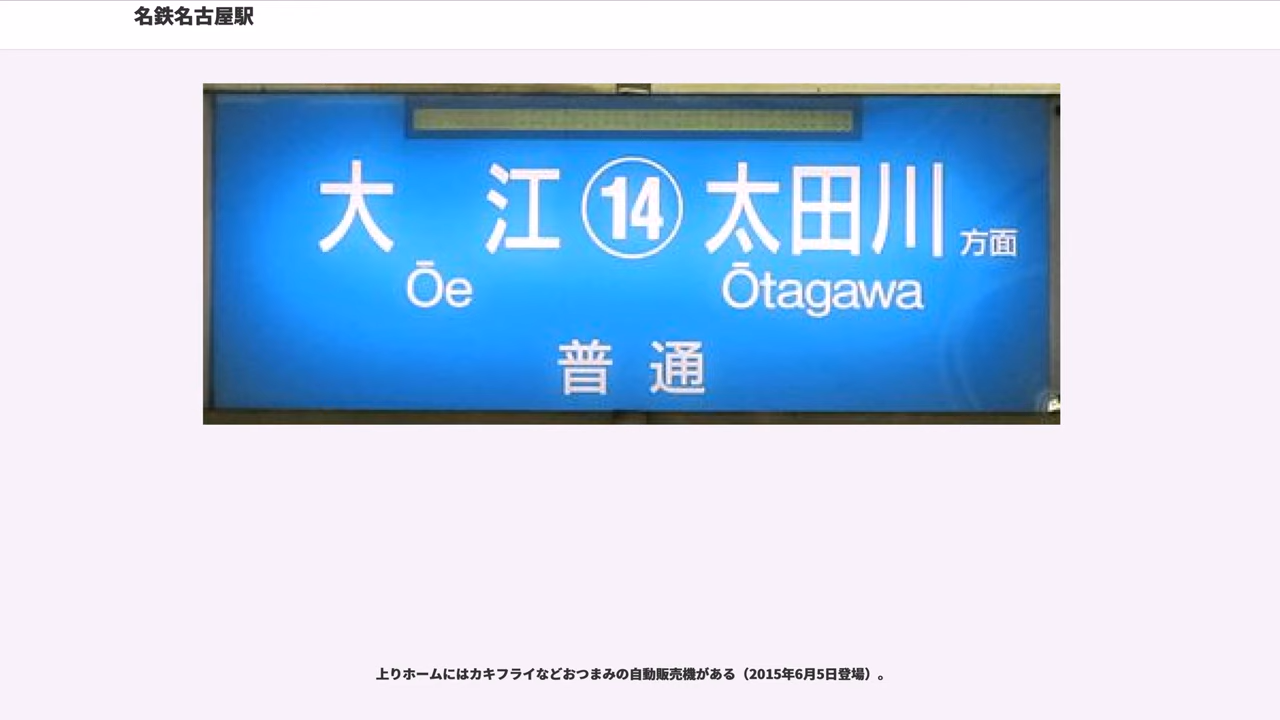 名鉄名古屋駅
大江 14 太田川 方面
Ōe Ōtagawa
普通
上りホームにはカキフライなどおつまみの自動販売機がある（2015年6月5日登場）。